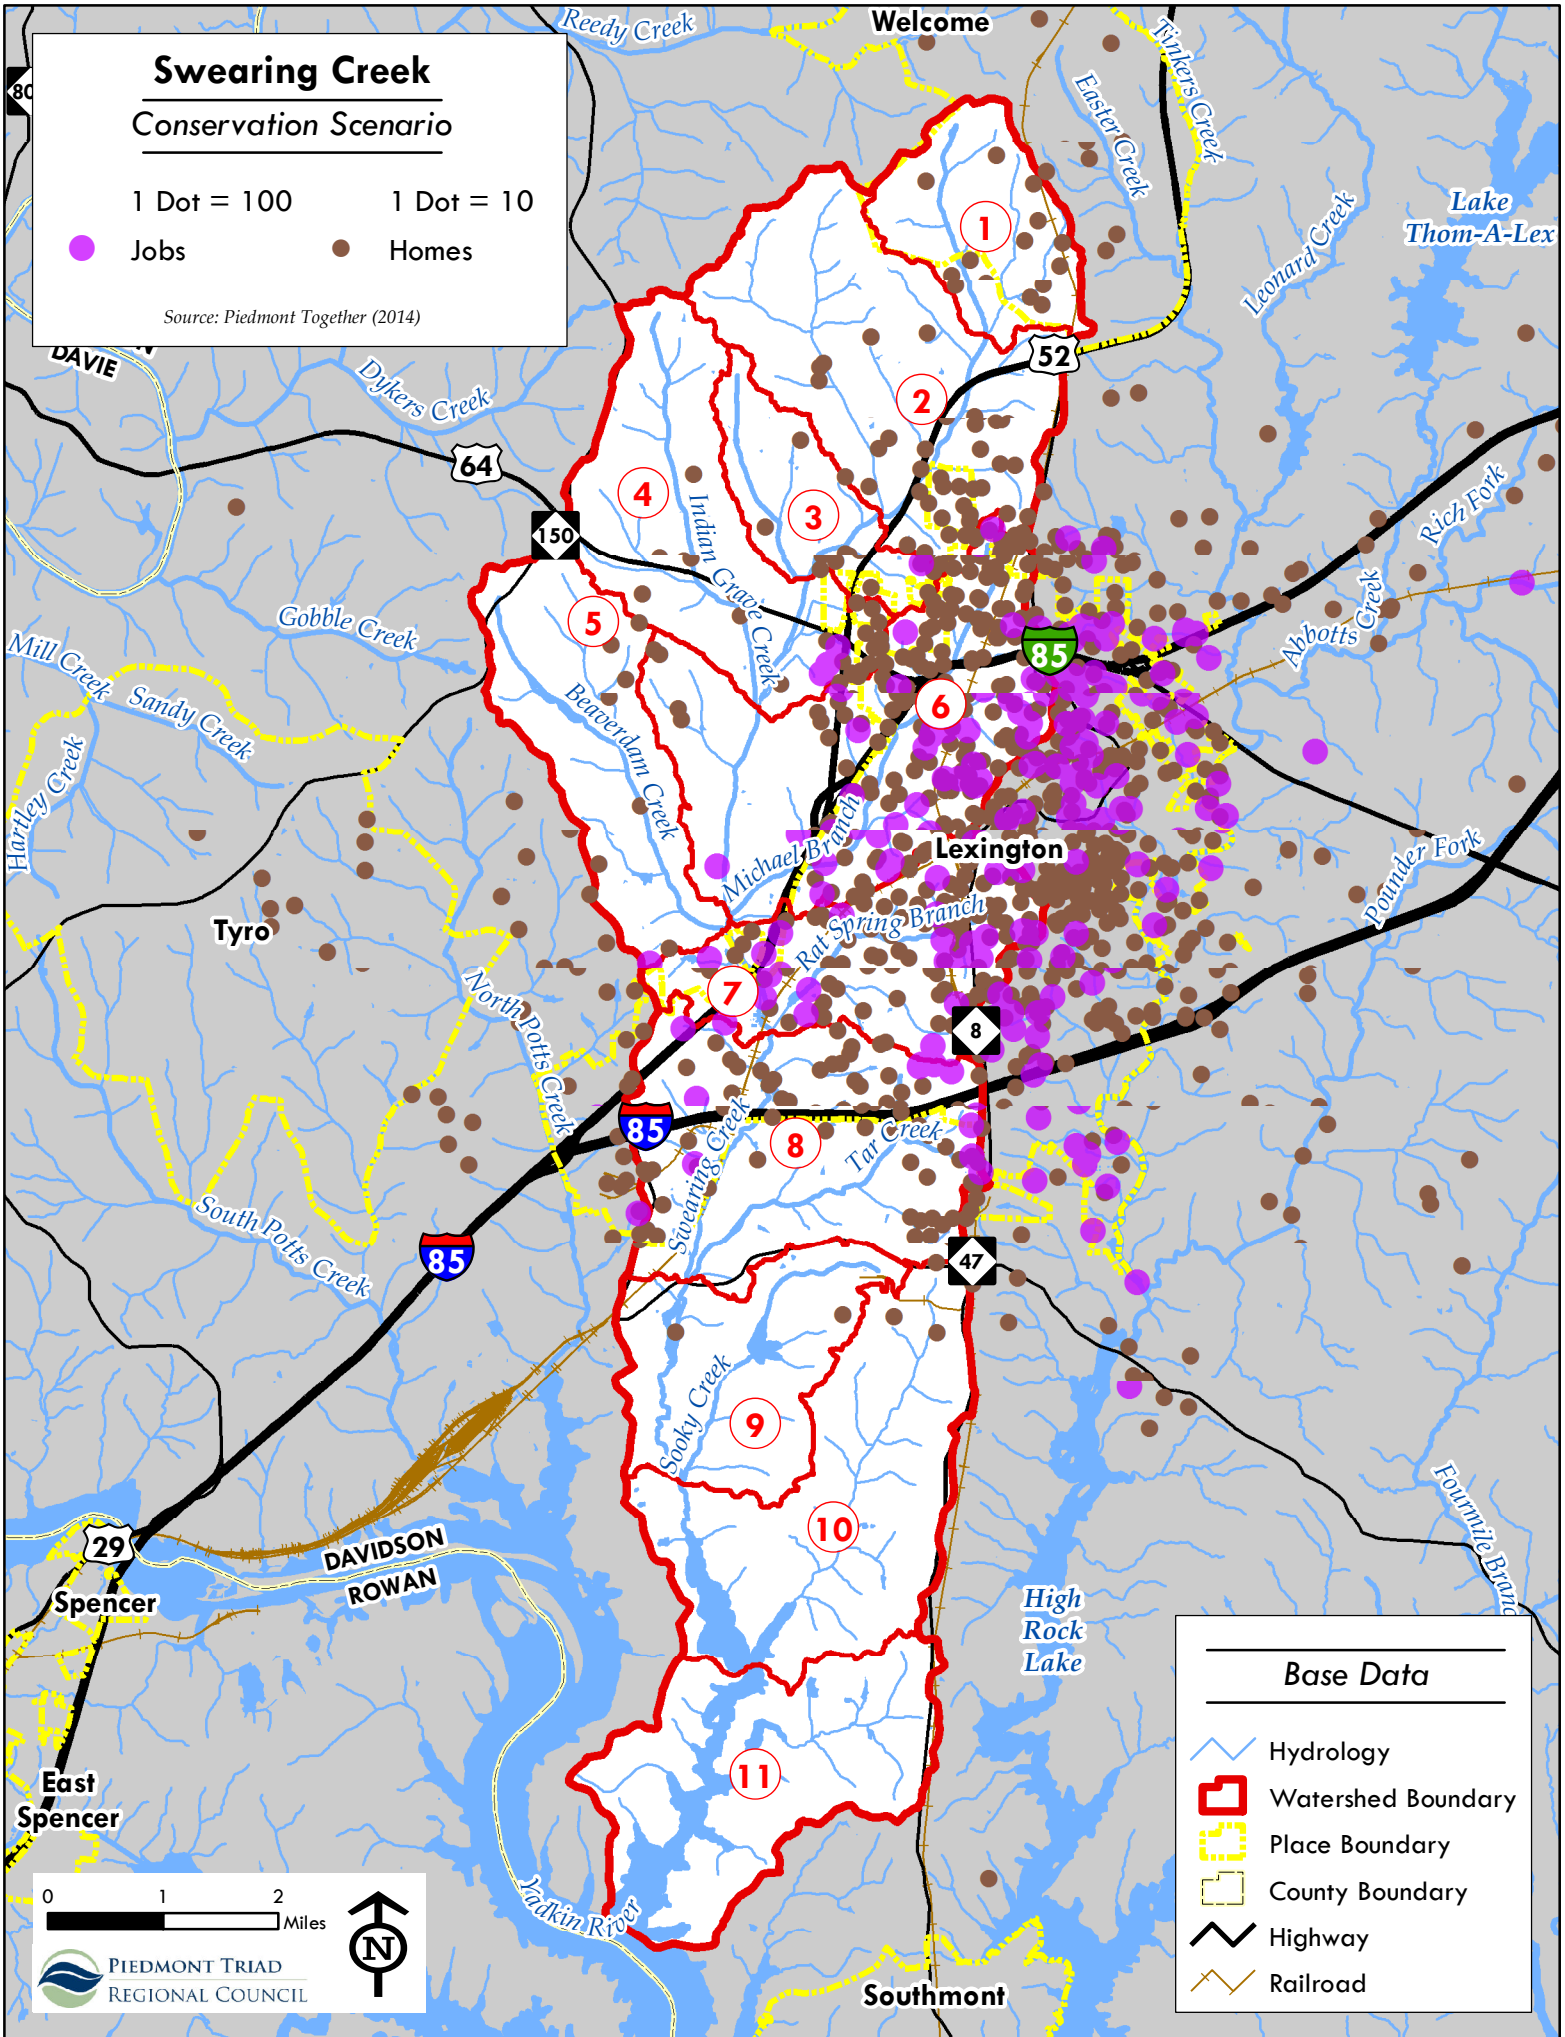 Swearing Creek
Conservation Scenario
1 Dot = 100
1 Dot = 10
Jobs
Homes
Source: Piedmont Together (2014)
80
DAVIE
Reedy Creek
Welcome
Tinkers Creek
Easter Creek
Leonard Creek
Lake
Thom-A-Lex
1
52
Dykers Creek
2
64
4
3
150
Indian Grave Creek
Rich Fork
5
Gobble Creek
Abbotts Creek
85
Mill Creek
Sandy Creek
Beaverdam Creek
6
Hartley Creek
Michael Branch
Lexington
Pounder Fork
Tyro
Rat Spring Branch
North Potts Creek
7
8
85
Swearing Creek
8
Tar Creek
South Potts Creek
85
47
Sooky Creek
9
Fourmile Branc
10
29
DAVIDSON
ROWAN
Spencer
High
Rock
Lake
11
East
Spencer
Yadkin River
Southmont
Base Data
Hydrology
Watershed Boundary
Place Boundary
County Boundary
Highway
Railroad
0 1 2
Miles
N
PIEDMONT TRIAD
REGIONAL COUNCIL